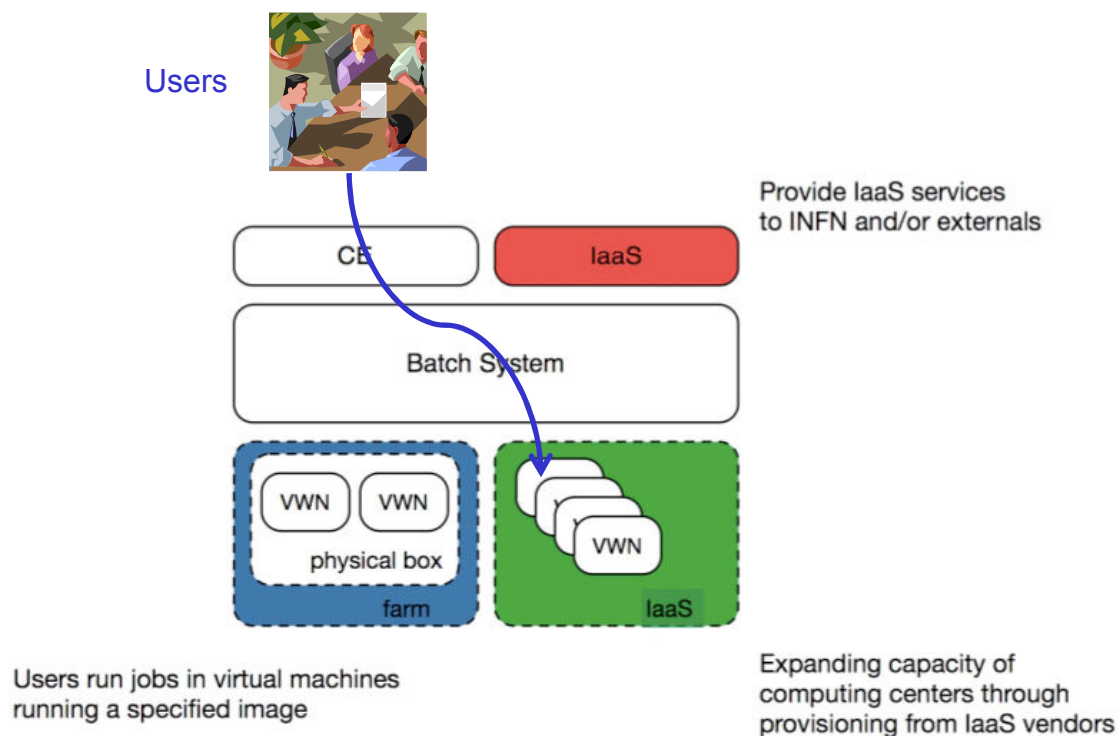 Users
Provide IaaS services
to INFN and/or externals
CE
IaaS
Batch System
VWN
VWN
physical box
farm
VWN
IaaS
Users run jobs in virtual machines
running a specified image
Expanding capacity of
computing centers through
provisioning from IaaS vendors